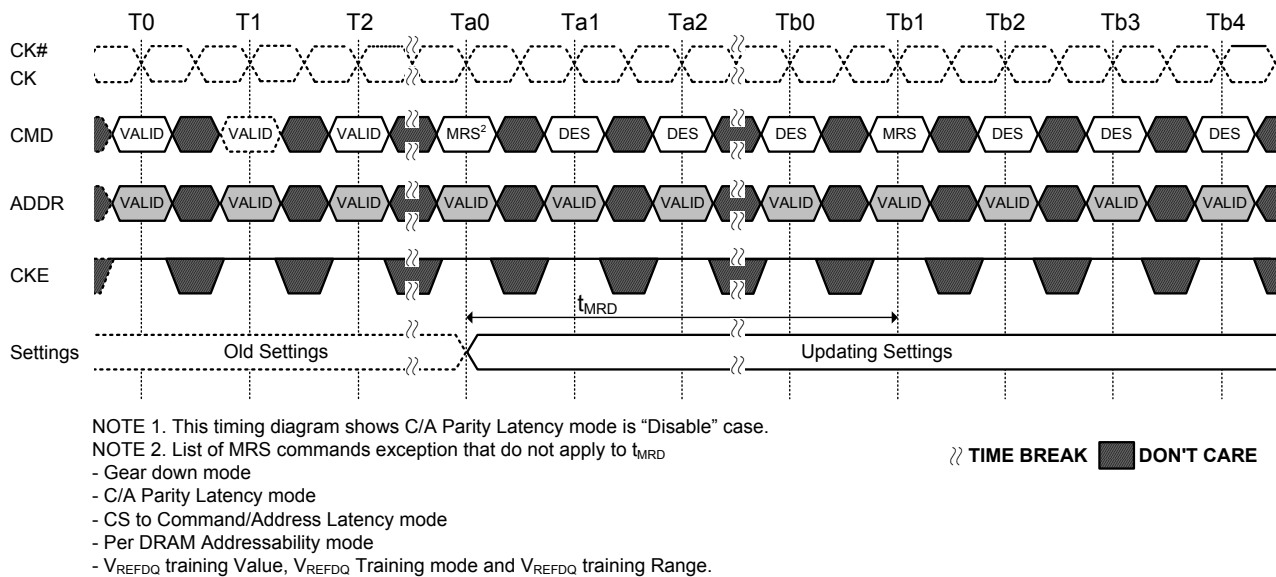 T0 T1 T2 Ta0 Ta1 Ta2 Tb0 Tb1 Tb2 Tb3 Tb4
CK#
CK
CMD VALID VALID VALID MRS² DES DES DES MRS DES DES DES
ADDR VALID VALID VALID VALID VALID VALID VALID VALID VALID VALID VALID
CKE
tMRD
Settings Old Settings Updating Settings
NOTE 1. This timing diagram shows C/A Parity Latency mode is “Disable” case.
NOTE 2. List of MRS commands exception that do not apply to tMRD
- Gear down mode
- C/A Parity Latency mode
- CS to Command/Address Latency mode
- Per DRAM Addressability mode
- VREFDQ training Value, VREFDQ Training mode and VREFDQ training Range.
TIME BREAK DON'T CARE